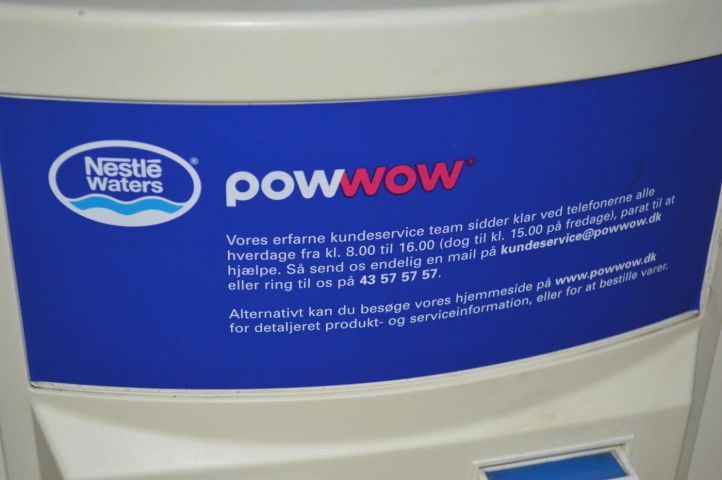 Nestlē
Waters
powwow
Vores erfarne kundeservice team sidder klar ved telefonerne alle
hverdage fra kl. 8.00 til 16.00 (dog til kl. 15.00 på fredage), parat til at
hjælpe. Så send os endelig en mail på kundeservice@powwow.dk
eller ring til os på 43 57 57 57.
Alternativt kan du besøge vores hjemmeside på www.powwow.dk
for detaljeret produkt- og serviceinformation, eller for at bestille varer.